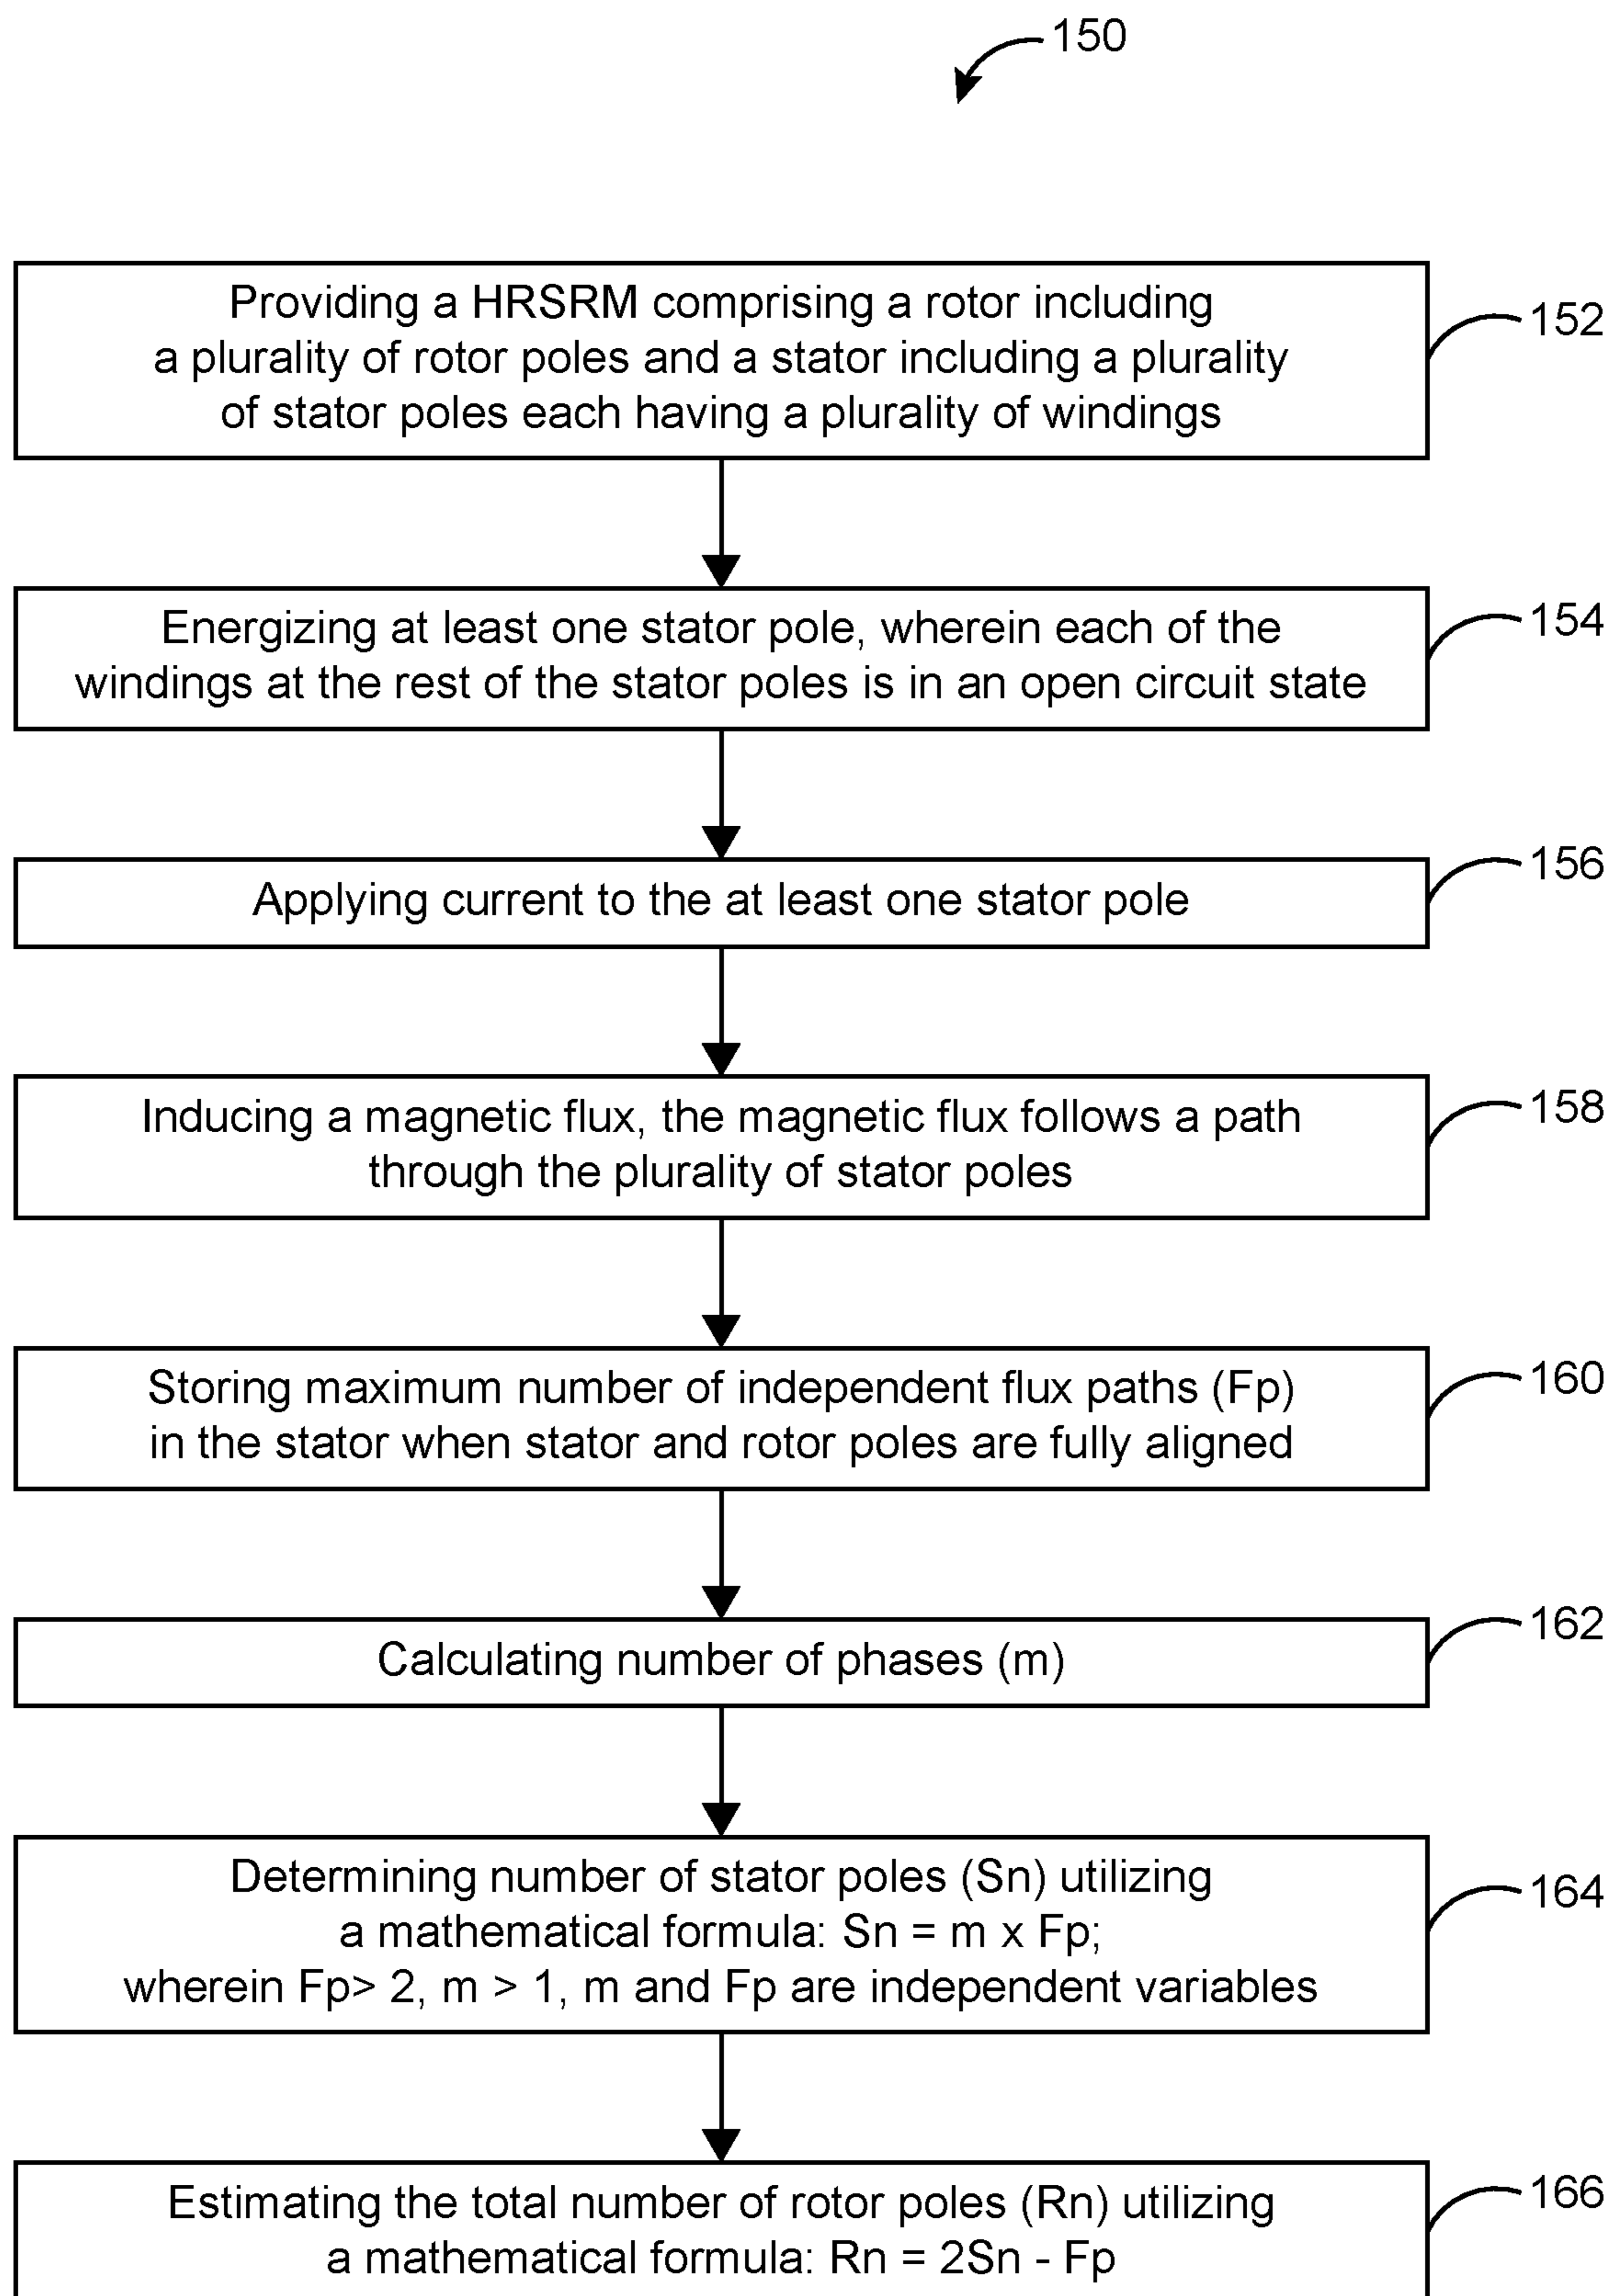 150
Providing a HRSRM comprising a rotor including
a plurality of rotor poles and a stator including a plurality
of stator poles each having a plurality of windings
152
Energizing at least one stator pole, wherein each of the
windings at the rest of the stator poles is in an open circuit state
154
Applying current to the at least one stator pole
156
Inducing a magnetic flux, the magnetic flux follows a path
through the plurality of stator poles
158
Storing maximum number of independent flux paths (Fp)
in the stator when stator and rotor poles are fully aligned
160
Calculating number of phases (m)
162
Determining number of stator poles (Sn) utilizing
a mathematical formula: Sn = m x Fp;
wherein Fp> 2, m > 1, m and Fp are independent variables
164
Estimating the total number of rotor poles (Rn) utilizing
a mathematical formula: Rn = 2Sn - Fp
166